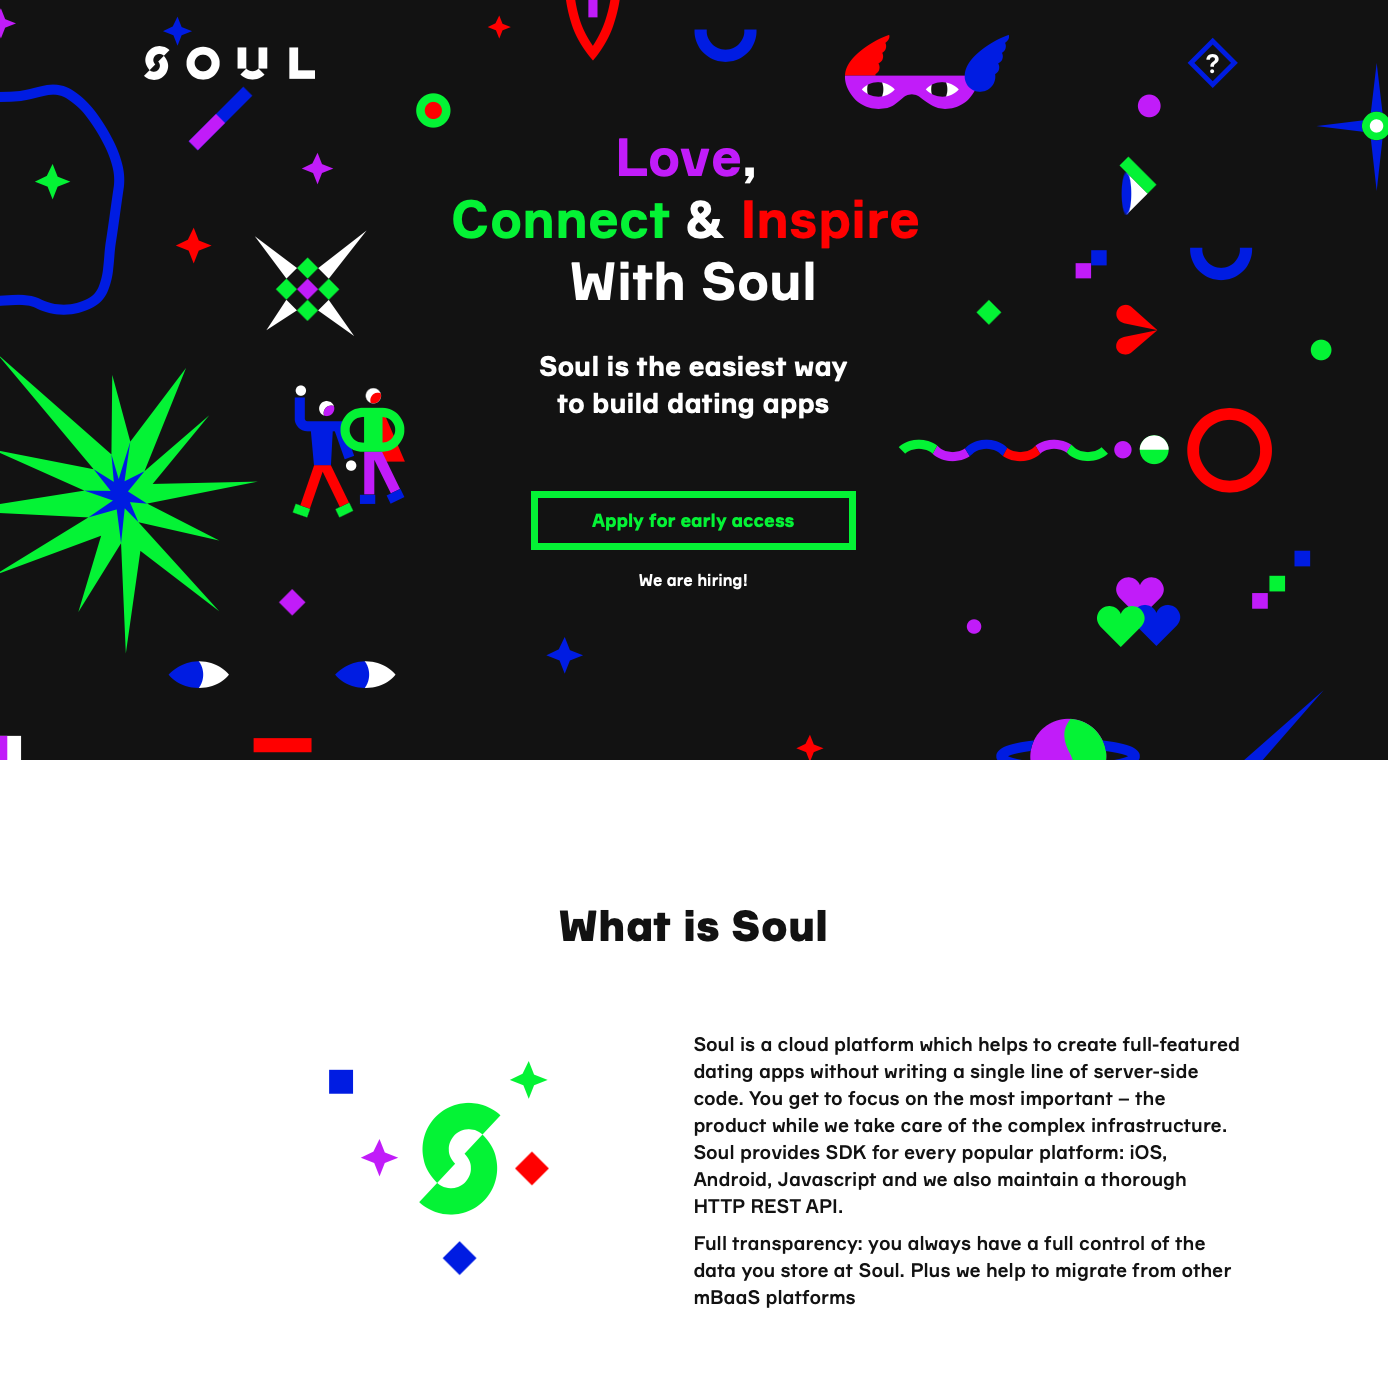 SOUL
?
Love,
Connect & Inspire
With Soul
Soul is the easiest way
to build dating apps
Apply for early access
We are hiring!
What is Soul
Soul is a cloud platform which helps to create full-featured
dating apps without writing a single line of server-side
code. You get to focus on the most important – the
product while we take care of the complex infrastructure.
Soul provides SDK for every popular platform: iOS,
Android, Javascript and we also maintain a thorough
HTTP REST API.
Full transparency: you always have a full control of the
data you store at Soul. Plus we help to migrate from other
mBaaS platforms